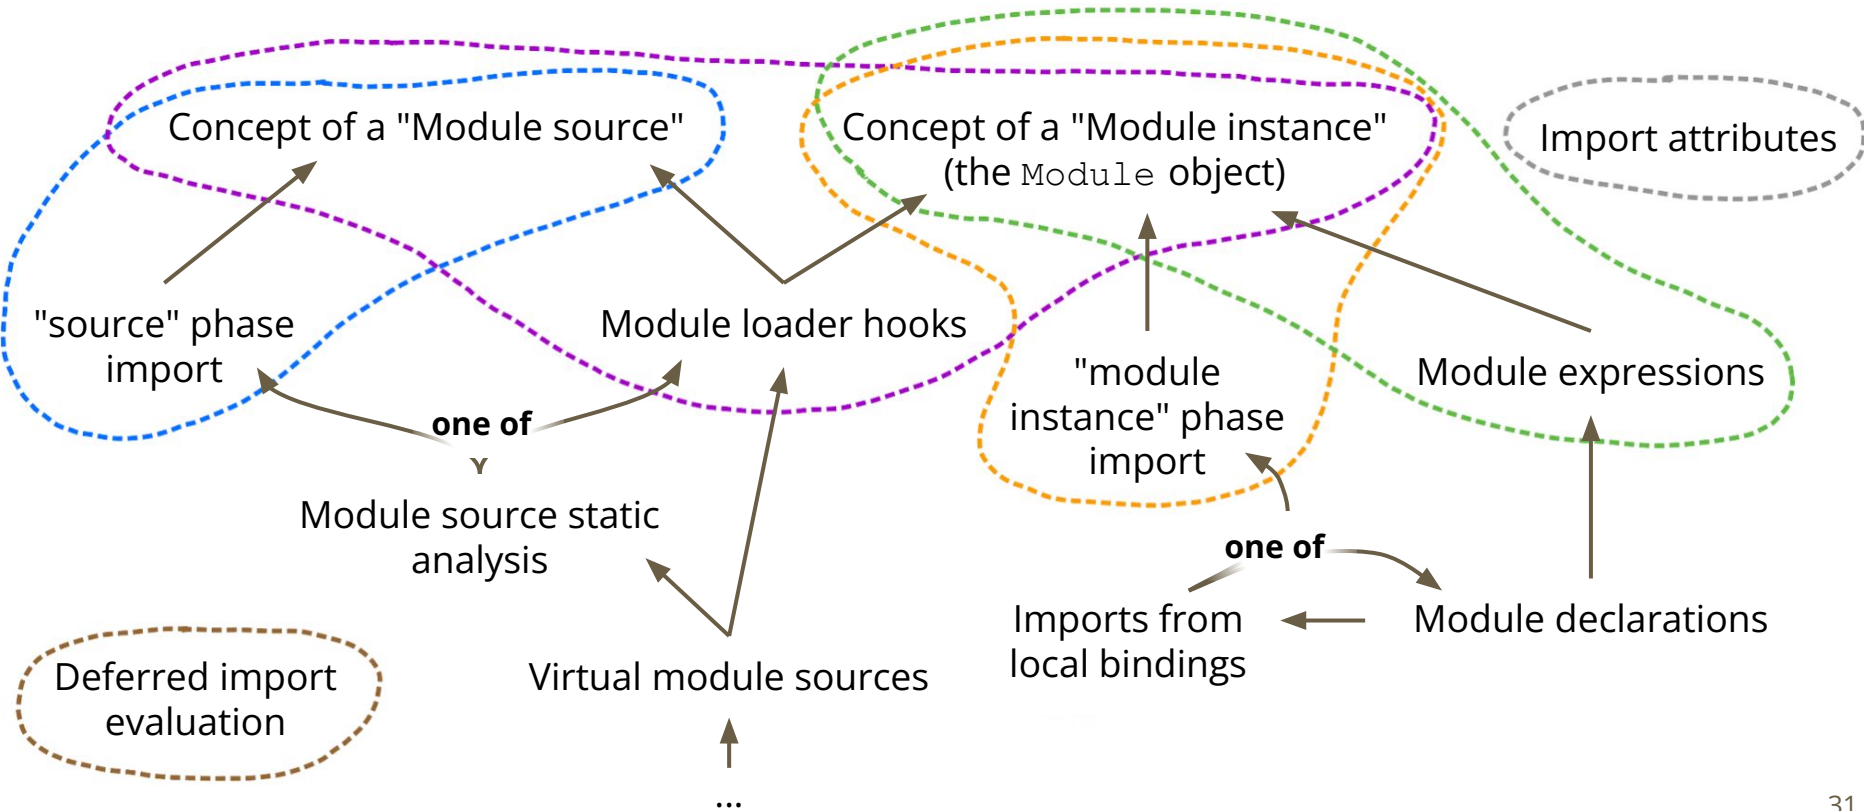 Concept of a "Module source"
Concept of a "Module instance"
(the Module object)
Import attributes
"source" phase
import
Module loader hooks
"module
instance" phase
import
Module expressions
one of
Module source static
analysis
one of
Imports from
local bindings
Module declarations
Deferred import
evaluation
Virtual module sources
...
31